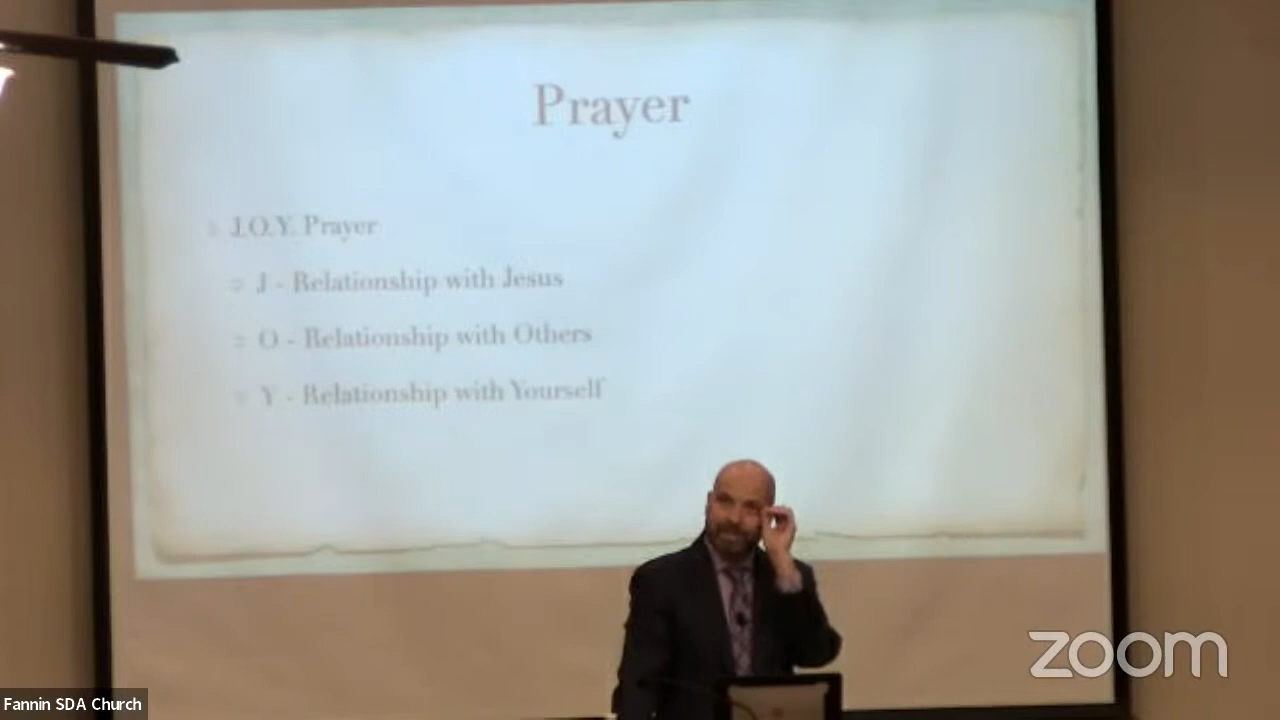 Prayer
J.O.Y. Prayer
J - Relationship with Jesus
O - Relationship with Others
Y - Relationship with Yourself
zoom
Fannin SDA Church